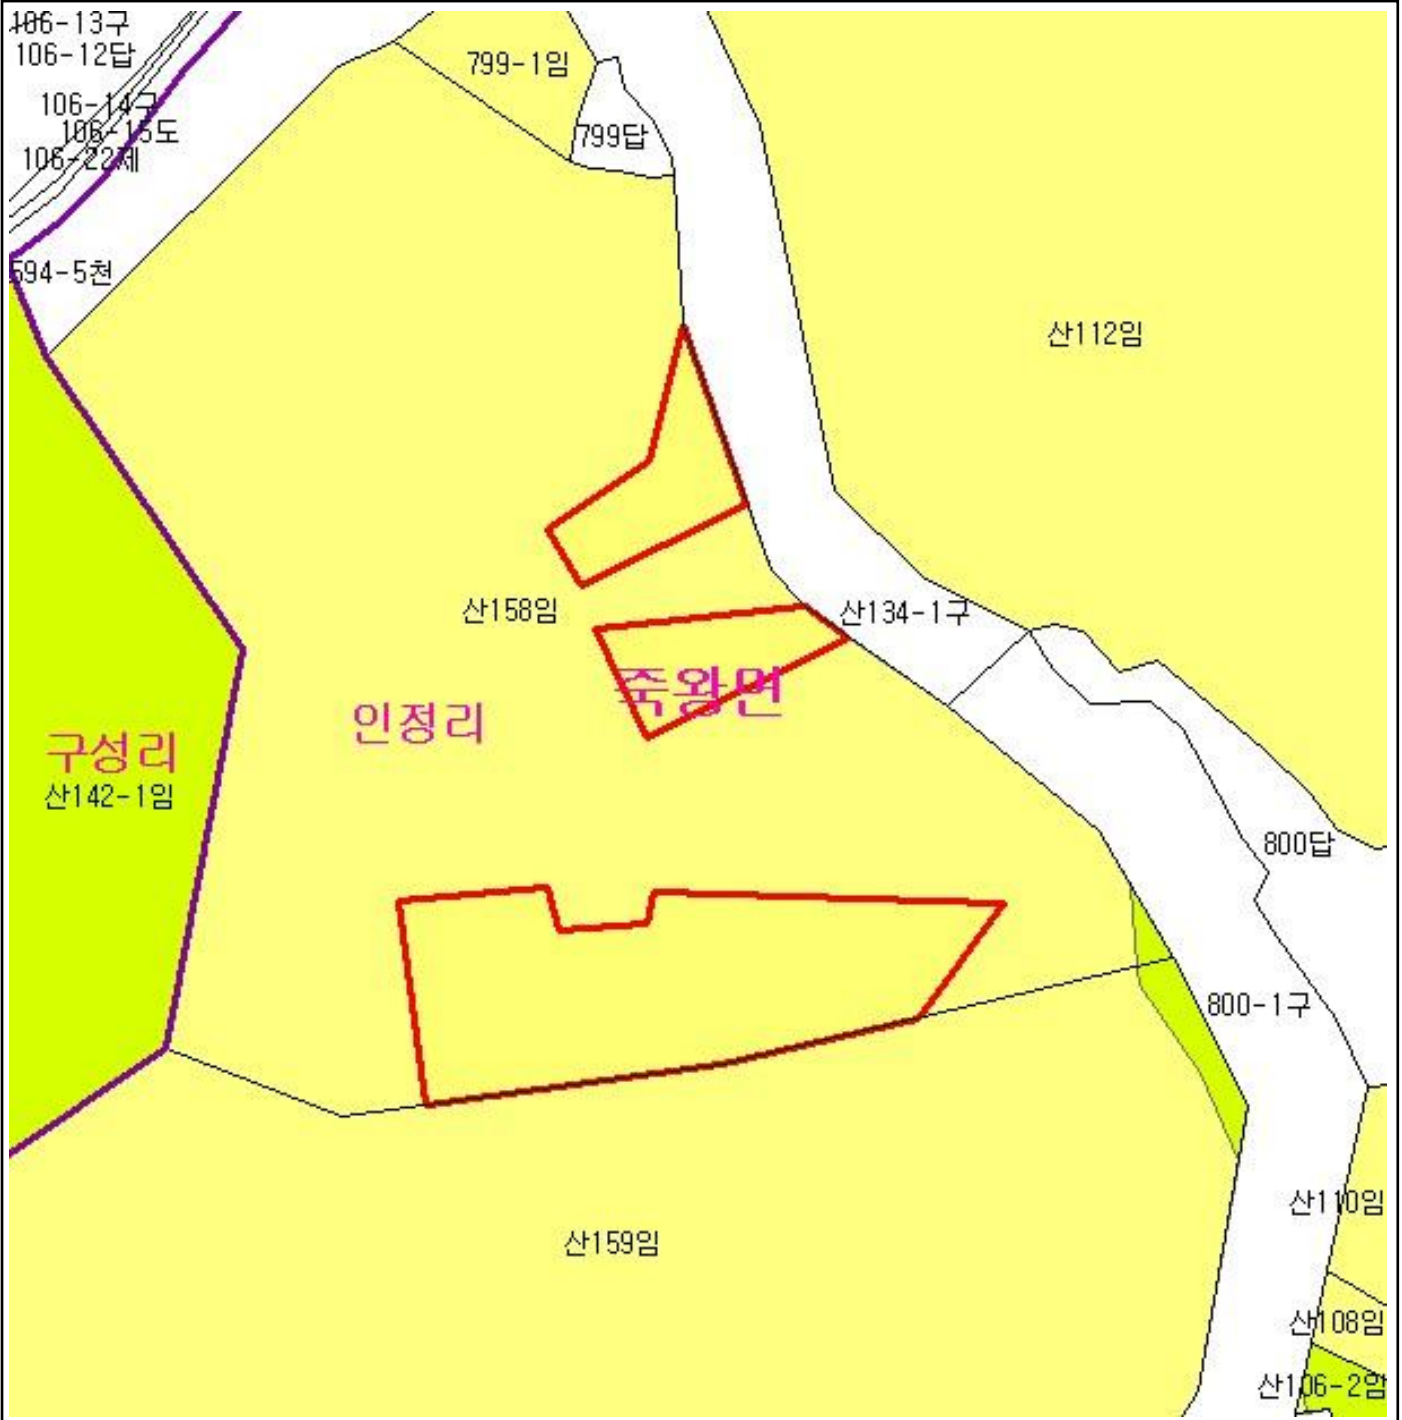 106-13구
106-12답
799-1임
106-14구
106-15도
799답
106-22제
594-5천
산112임
산158임
산134-1구
죽왕면
인정리
구성리
산142-1임
800답
800-1구
산110임
산159임
산108임
산106-2임